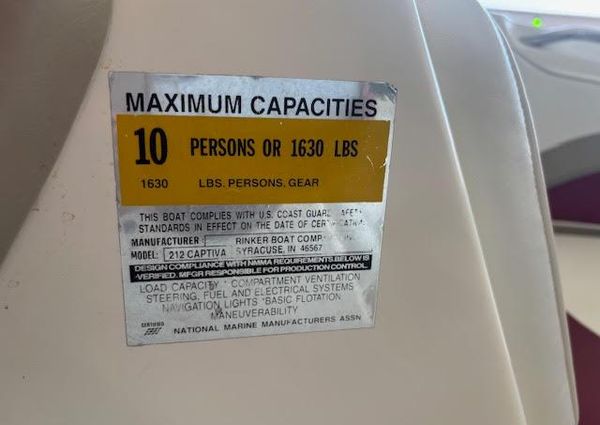 MAXIMUM CAPACITIES
10 PERSONS OR 1630 LBS
1630 LBS. PERSONS, GEAR
THIS BOAT COMPLIES WITH U.S. COAST GUARD
STANDARDS IN EFFECT ON THE DATE OF
MANUFACTURER RINKER BOAT
MODEL: 212 CAPTIVA SYRACUSE, IN 46567
DESIGN COMPLIANCE WITH NMMA REQUIREMENTS BELOW IS
VERIFIED. MFGR RESPONSIBLE FOR PRODUCTION CONTROL.
LOAD CAPACITY * COMPARTMENT VENTILATION
STEERING, FUEL AND ELECTRICAL SYSTEMS
NAVIGATION LIGHTS *BASIC FLOTATION
MANEUVERABILITY
CERTIFIED
NATIONAL MARINE MANUFACTURERS ASSN